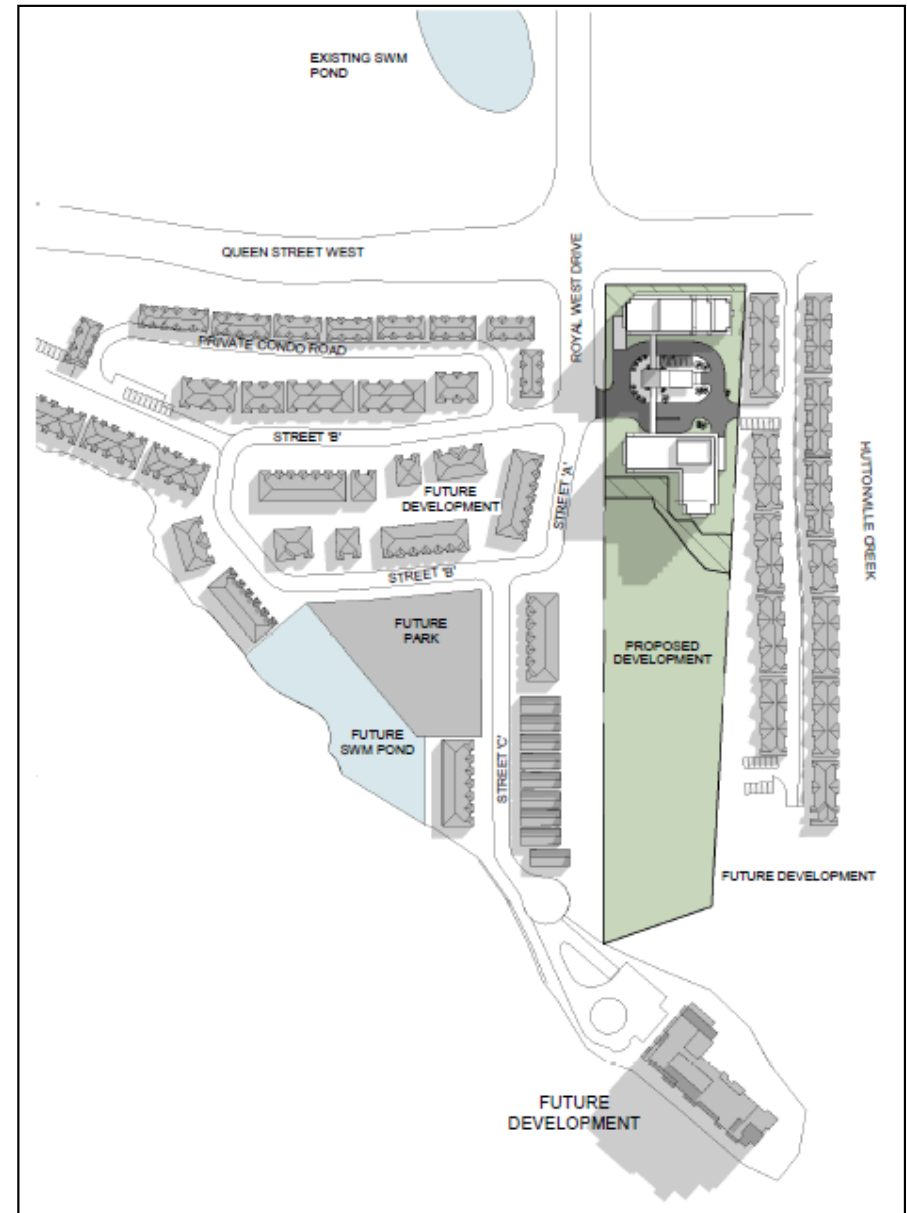 EXISTING SWM
POND
QUEEN STREET WEST
ROYAL WEST DRIVE
PRIVATE CONDO ROAD
STREET 'B'
FUTURE
DEVELOPMENT
STREET 'A'
HUTTONVILLE CREEK
STREET 'B'
FUTURE
PARK
PROPOSED
DEVELOPMENT
FUTURE
SWM POND
STREET 'C'
FUTURE DEVELOPMENT
FUTURE
DEVELOPMENT